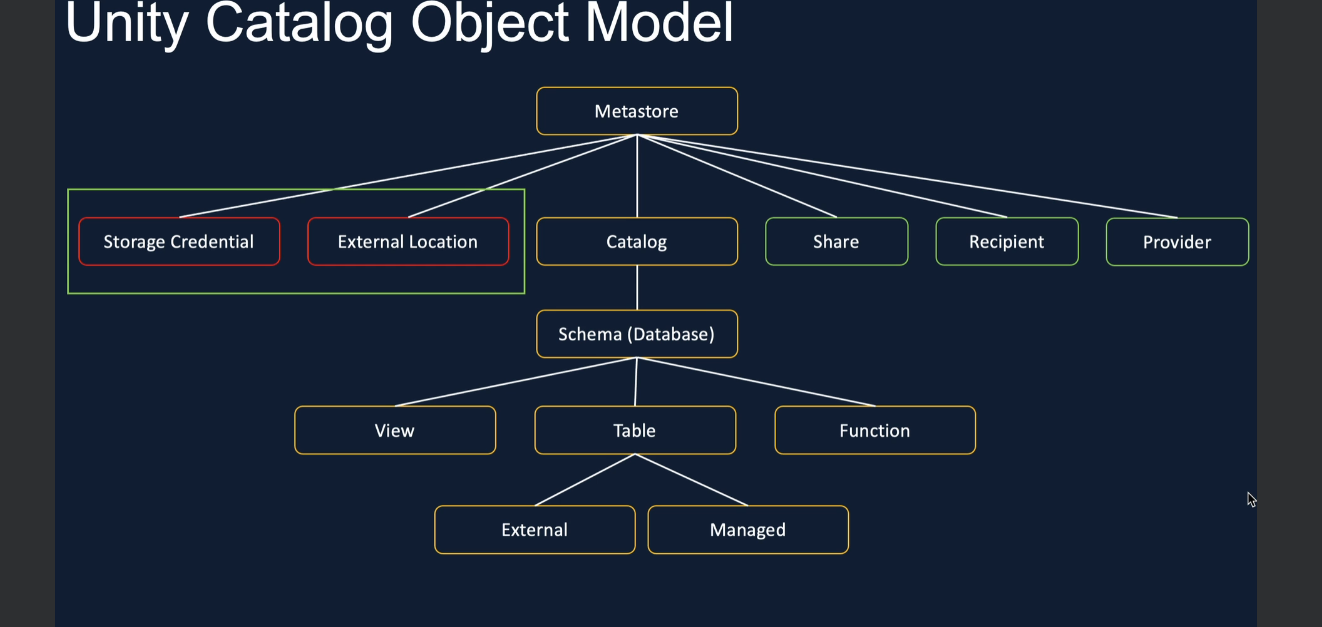 Unity Catalog Object Model
Metastore
Storage Credential
External Location
Catalog
Share
Recipient
Provider
Schema (Database)
View
Table
Function
External
Managed